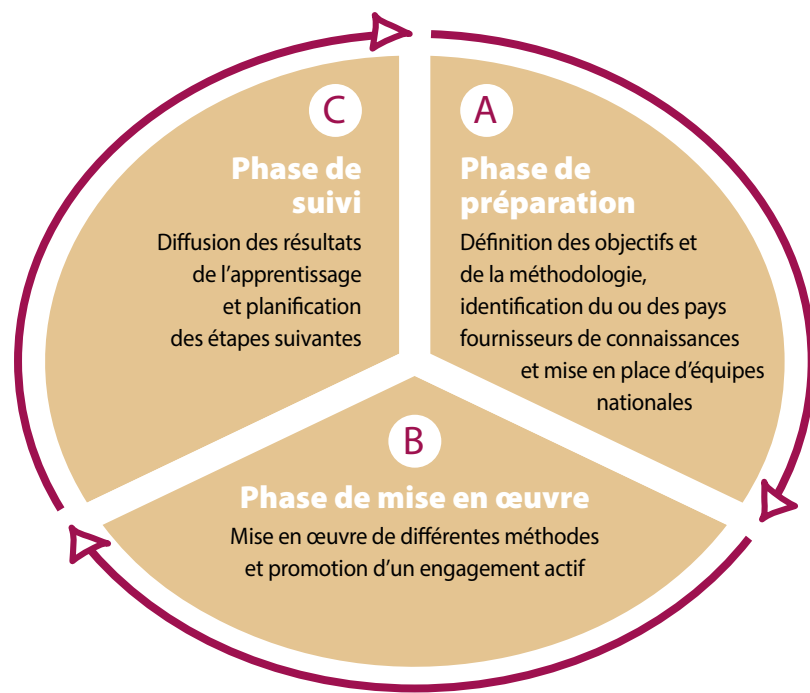 A
Phase de
préparation
Définition des objectifs et
de la méthodologie,
identification du ou des pays
fournisseurs de connaissances
et mise en place d’équipes
nationales
B
Phase de mise en œuvre
Mise en œuvre de différentes méthodes
et promotion d’un engagement actif
C
Phase de
suivi
Diffusion des résultats
de l’apprentissage
et planification
des étapes suivantes